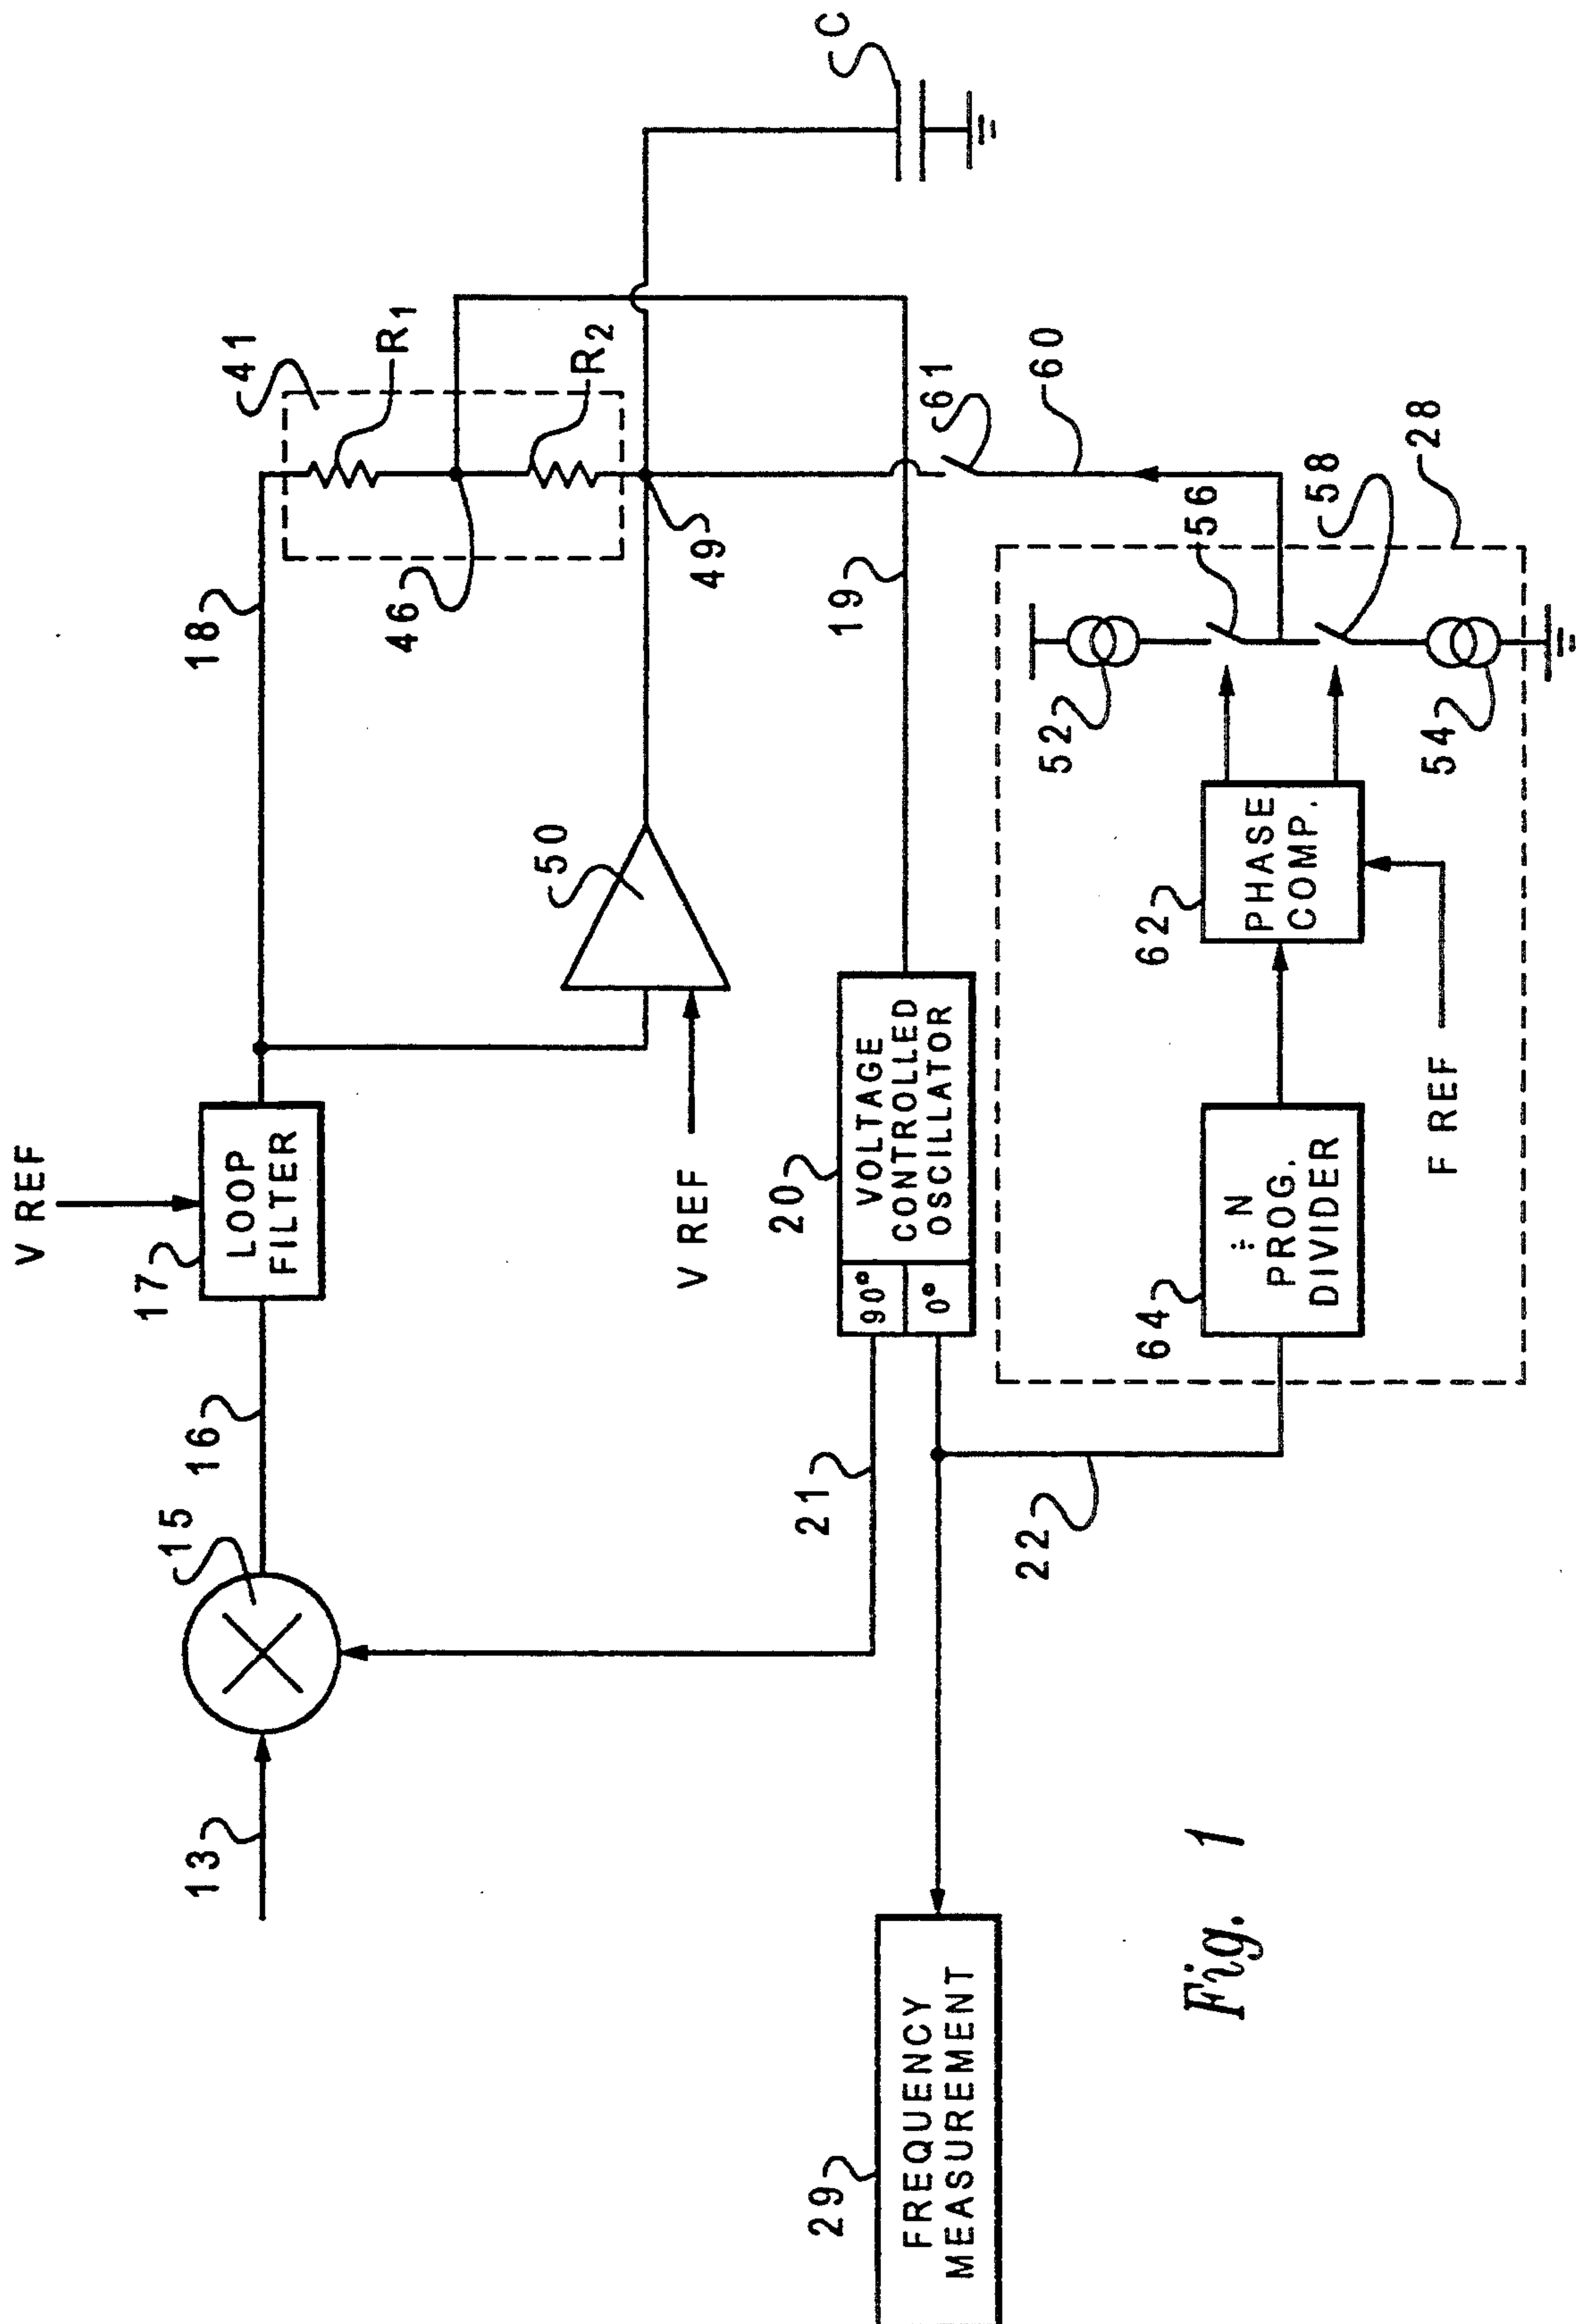 V REF
13
15
16
17
LOOP
FILTER
18
41
R1
46
R2
49
C
50
V REF
19
20
VOLTAGE
CONTROLLED
OSCILLATOR
90°
0°
21
22
29
FREQUENCY
MEASUREMENT
61
60
28
52
56
58
54
62
PHASE
COMP.
64
÷ N
PROG.
DIVIDER
F REF
Fig. 1